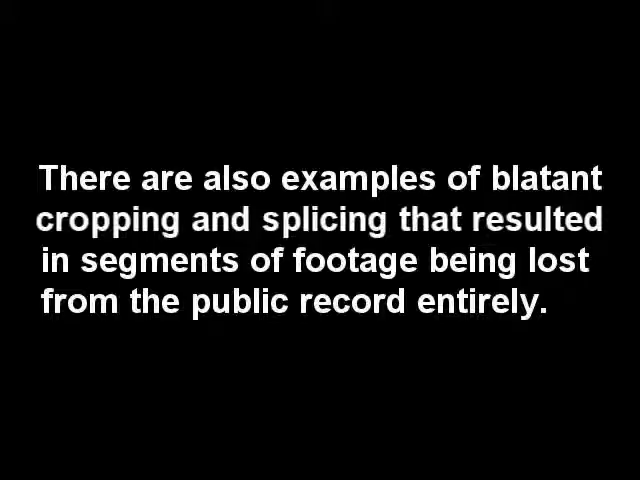 There are also examples of blatant
cropping and splicing that resulted
in segments of footage being lost
from the public record entirely.